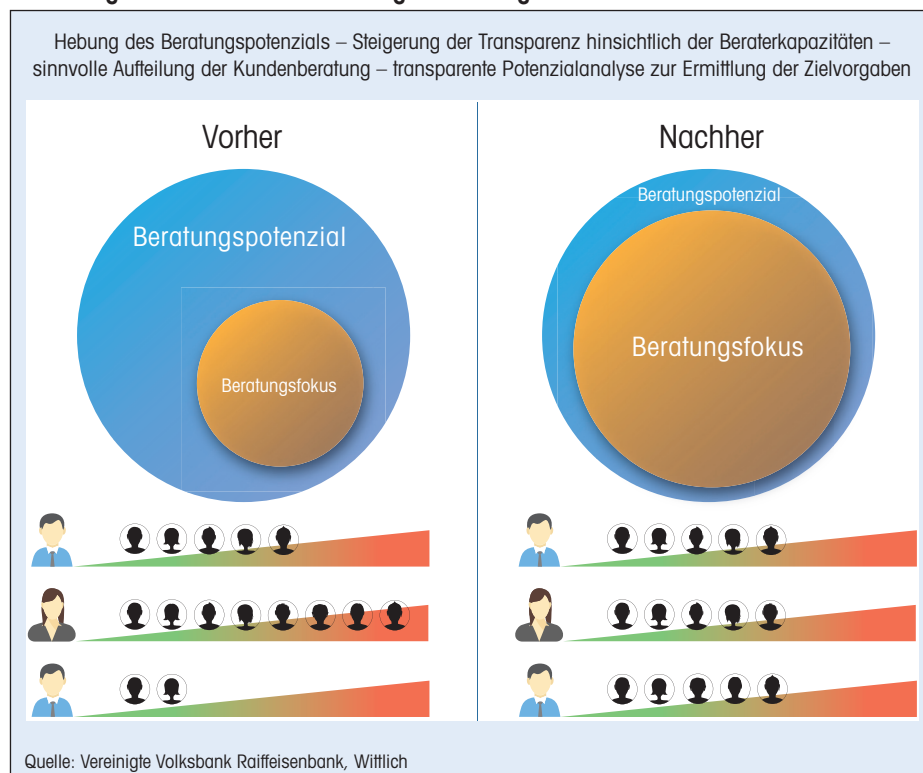 Hebung des Beratungspotenzials – Steigerung der Transparenz hinsichtlich der Beraterkapazitäten –
sinnvolle Aufteilung der Kundenberatung – transparente Potenzialanalyse zur Ermittlung der Zielvorgaben
Vorher
Beratungspotenzial
Beratungsfokus
Nachher
Beratungspotenzial
Beratungsfokus
Quelle: Vereinigte Volksbank Raiffeisenbank, Wittlich